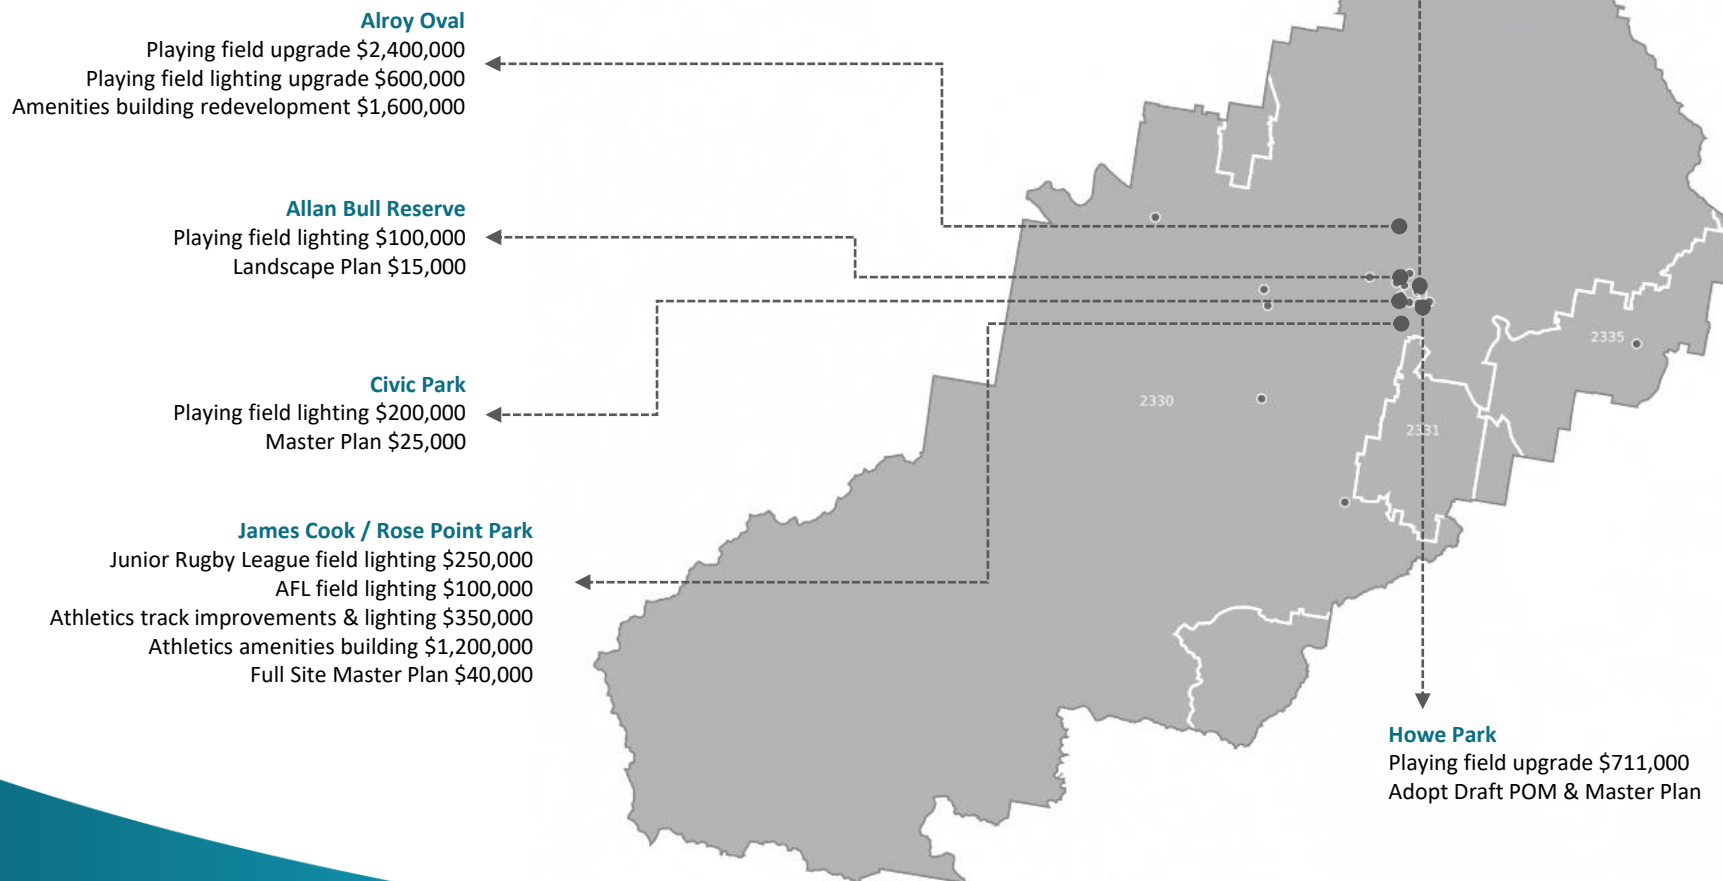 Alroy Oval
Playing field upgrade $2,400,000
Playing field lighting upgrade $600,000
Amenities building redevelopment $1,600,000
Allan Bull Reserve
Playing field lighting $100,000
Landscape Plan $15,000
Civic Park
Playing field lighting $200,000
Master Plan $25,000
James Cook / Rose Point Park
Junior Rugby League field lighting $250,000
AFL field lighting $100,000
Athletics track improvements & lighting $350,000
Athletics amenities building $1,200,000
Full Site Master Plan $40,000
2335
2330
2331
Howe Park
Playing field upgrade $711,000
Adopt Draft POM & Master Plan